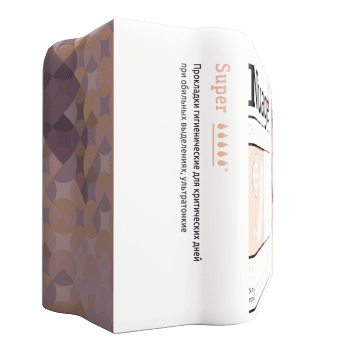 Super
Прокладки гигиенические для критических дней
при обильных выделениях, ультратонкие